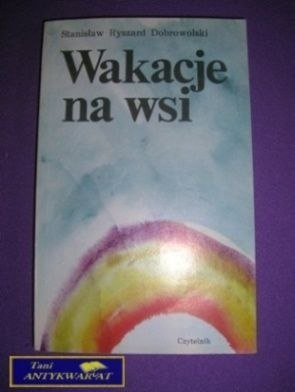 Stanisław Ryszard Dobrowolski
Wakacje
na wsi
Czytelnik
Tani
ANTYKWARIAT